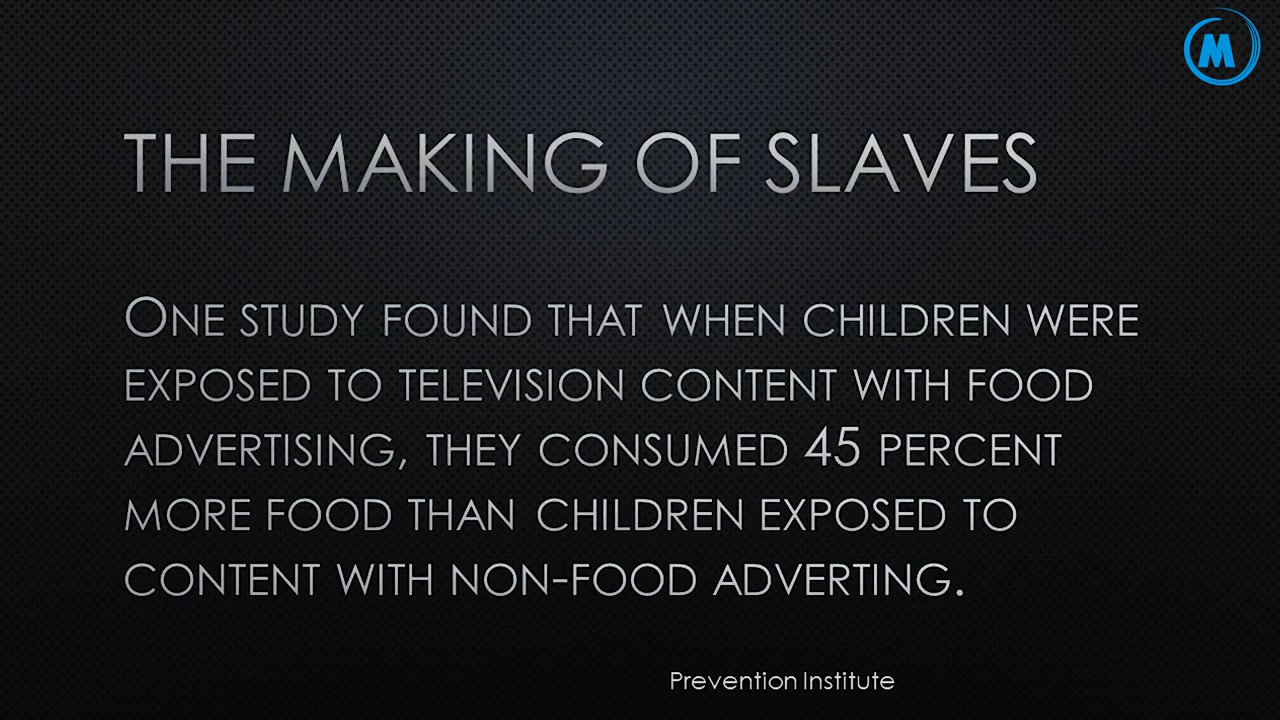 M
THE MAKING OF SLAVES
ONE STUDY FOUND THAT WHEN CHILDREN WERE
EXPOSED TO TELEVISION CONTENT WITH FOOD
ADVERTISING, THEY CONSUMED 45 PERCENT
MORE FOOD THAN CHILDREN EXPOSED TO
CONTENT WITH NON-FOOD ADVERTING.
Prevention Institute